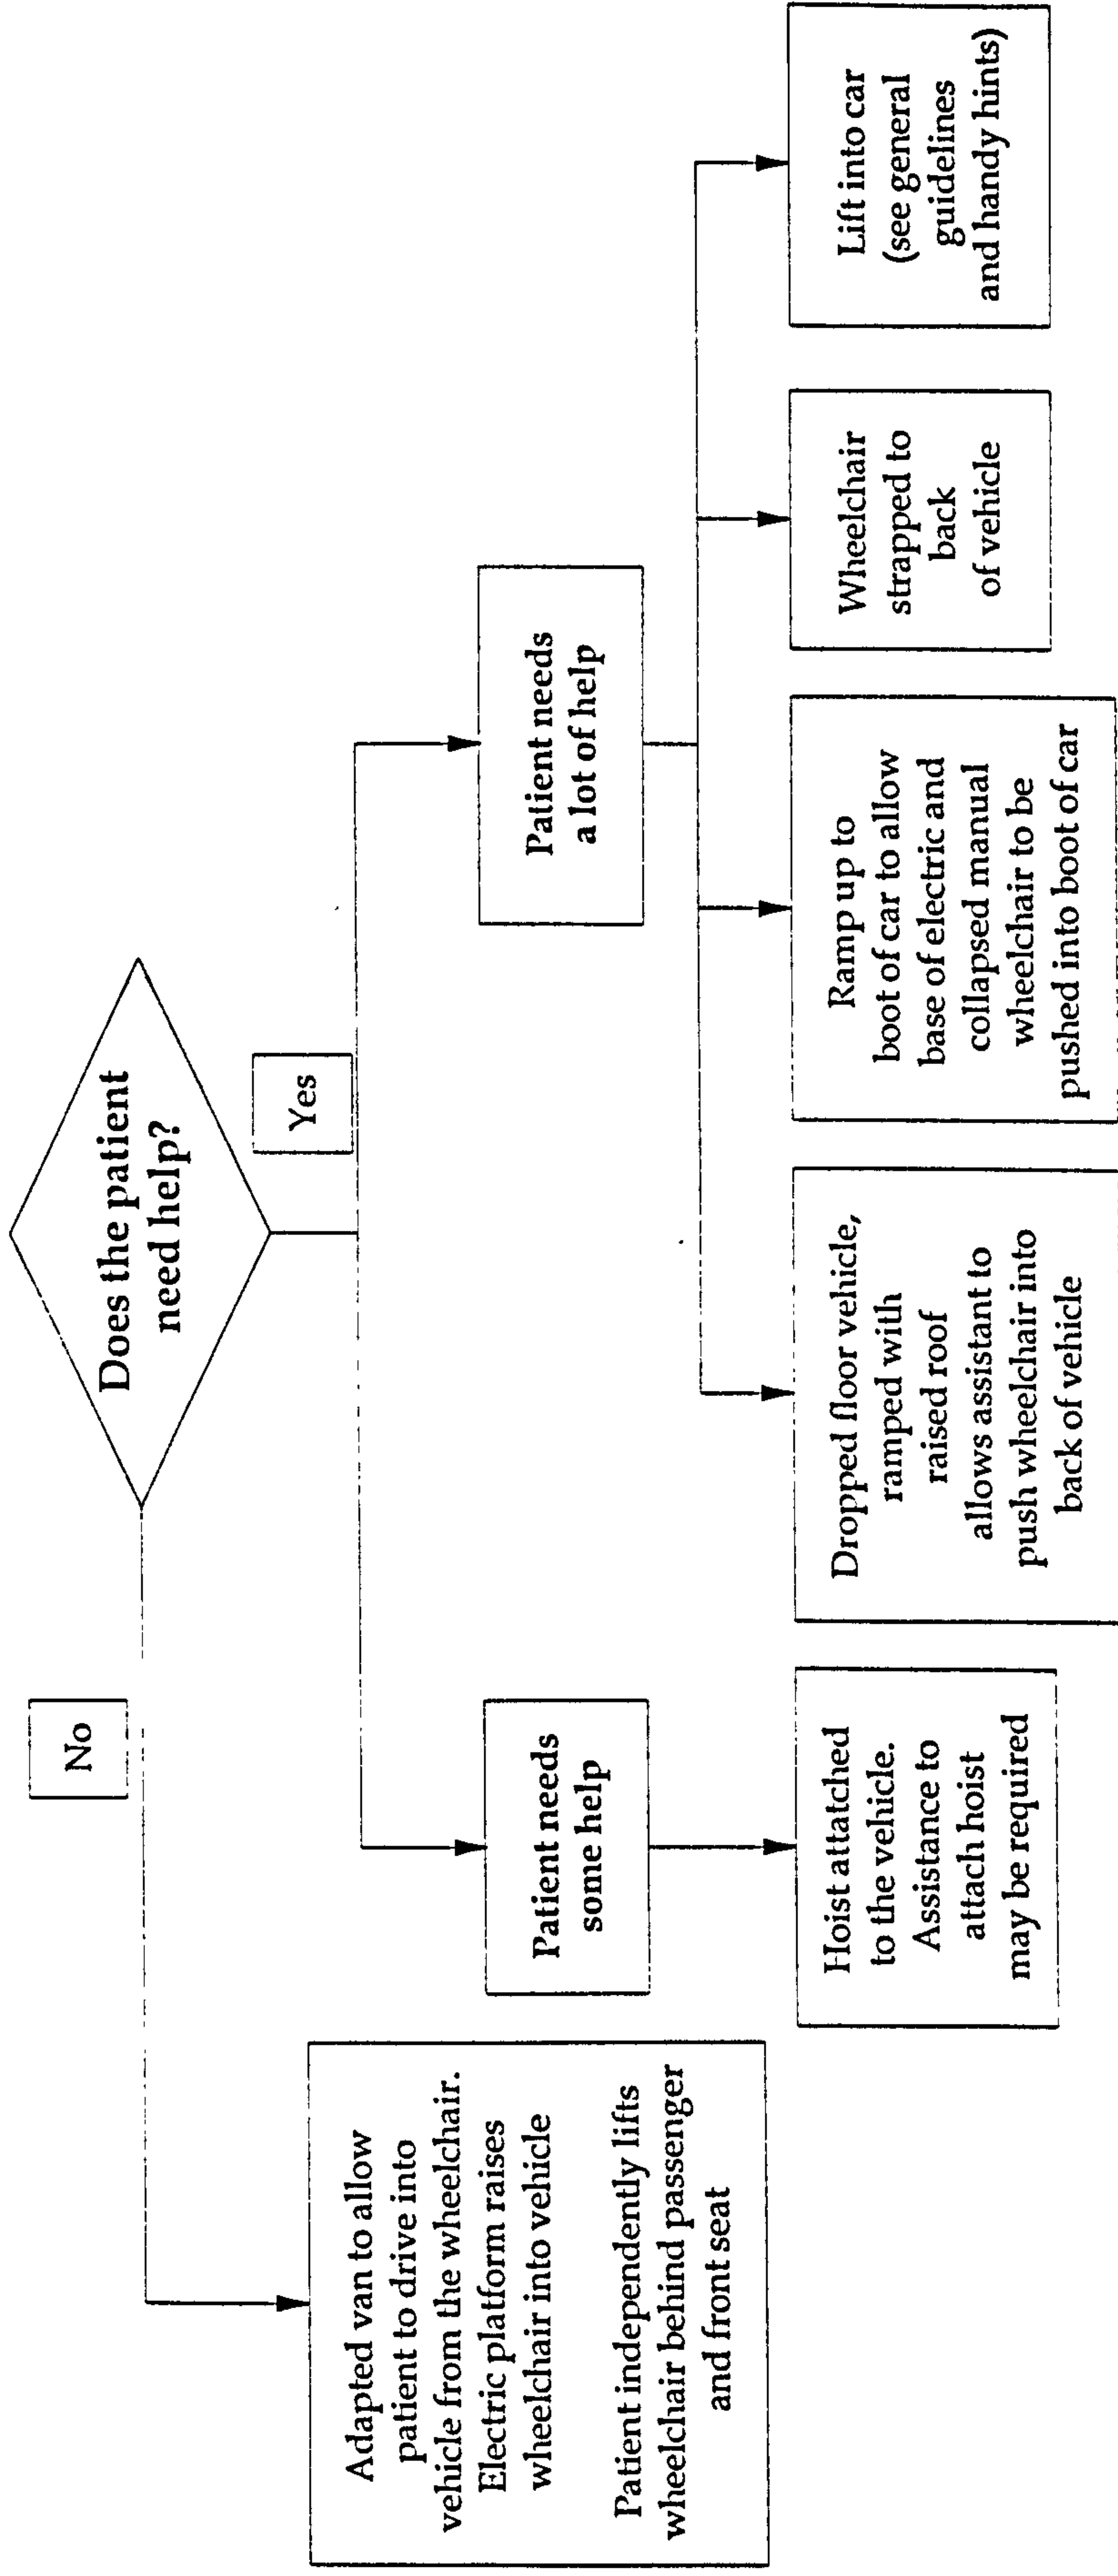 Does the patient
need help?
No
Yes
Adapted van to allow
patient to drive into
vehicle from the wheelchair.
Electric platform raises
wheelchair into vehicle
Patient independently lifts
wheelchair behind passenger
and front seat
Patient needs
some help
Patient needs
a lot of help
Hoist attatched
to the vehicle.
Assistance to
attach hoist
may be required
Dropped floor vehicle,
ramped with
raised roof
allows assistant to
push wheelchair into
back of vehicle
Ramp up to
boot of car to allow
base of electric and
collapsed manual
wheelchair to be
pushed into boot of car
Wheelchair
strapped to
back
of vehicle
Lift into car
(see general
guidelines
and handy hints)